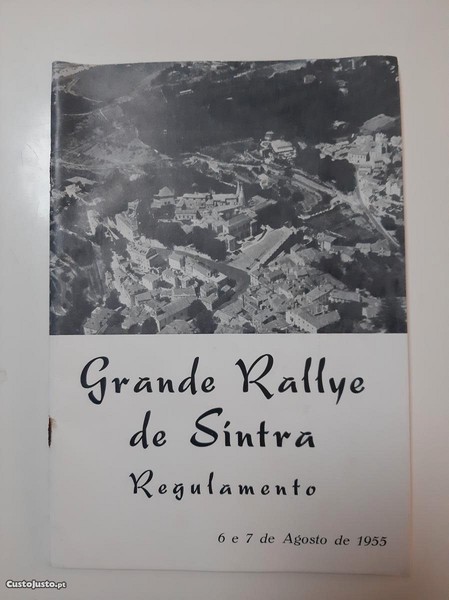 Grande Rallye
de Sintra
Regulamento
6 e 7 de Agosto de 1955
CustoJusto.pt